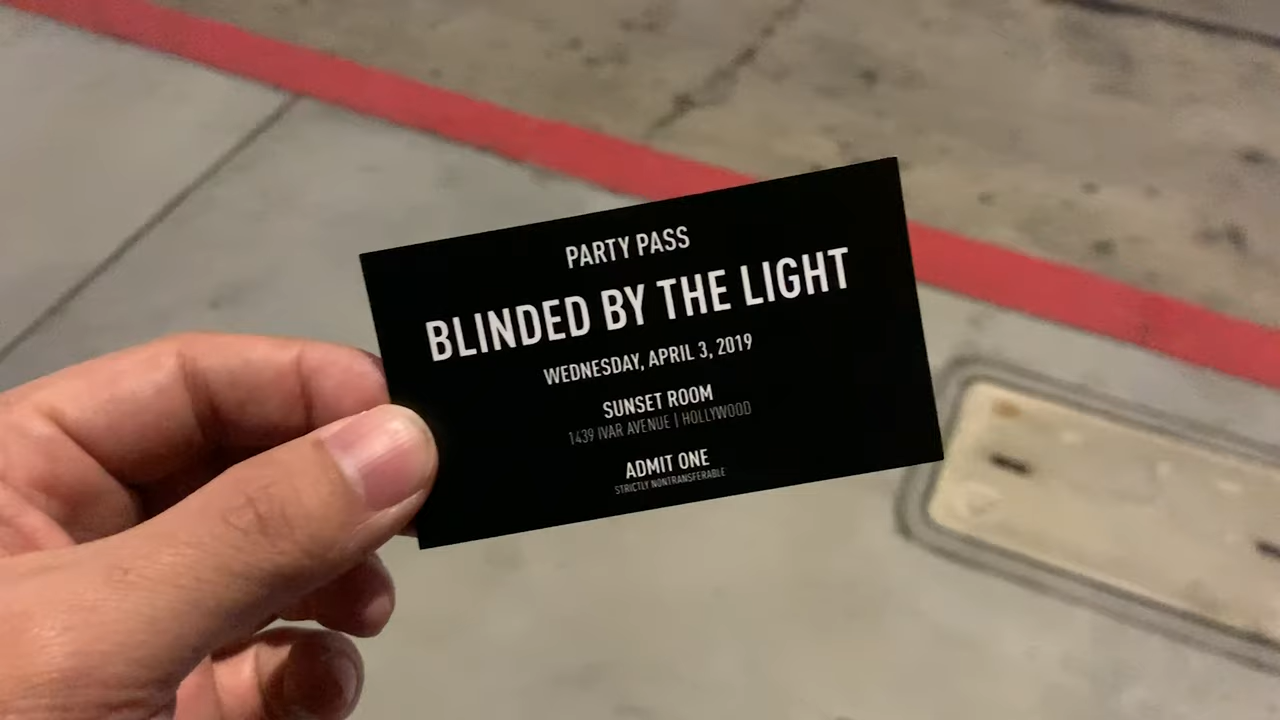 PARTY PASS
BLINDED BY THE LIGHT
WEDNESDAY, APRIL 3, 2019
SUNSET ROOM
1439 IVAR AVENUE | HOLLYWOOD
ADMIT ONE
STRICTLY NONTRANSFERABLE